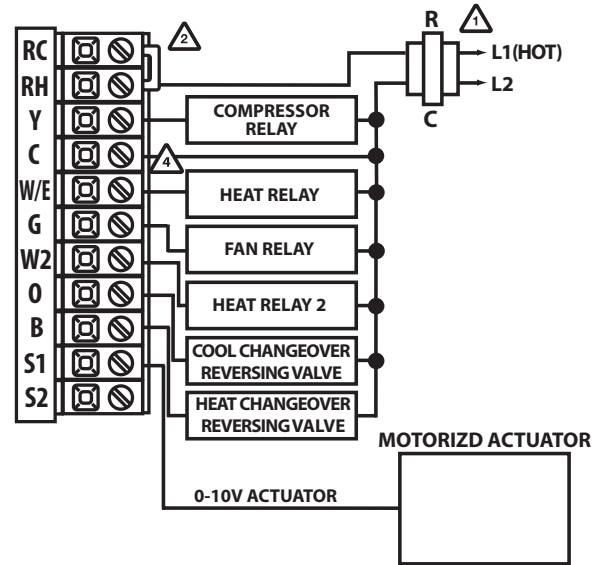 R
1
2
RC
L1(HOT)
RH
L2
C
Y
COMPRESSOR
RELAY
C
4
W/E
HEAT RELAY
G
FAN RELAY
W2
HEAT RELAY 2
O
COOL CHANGEOVER
REVERSING VALVE
B
HEAT CHANGEOVER
REVERSING VALVE
S1
S2
MOTORIZD ACTUATOR
0-10V ACTUATOR